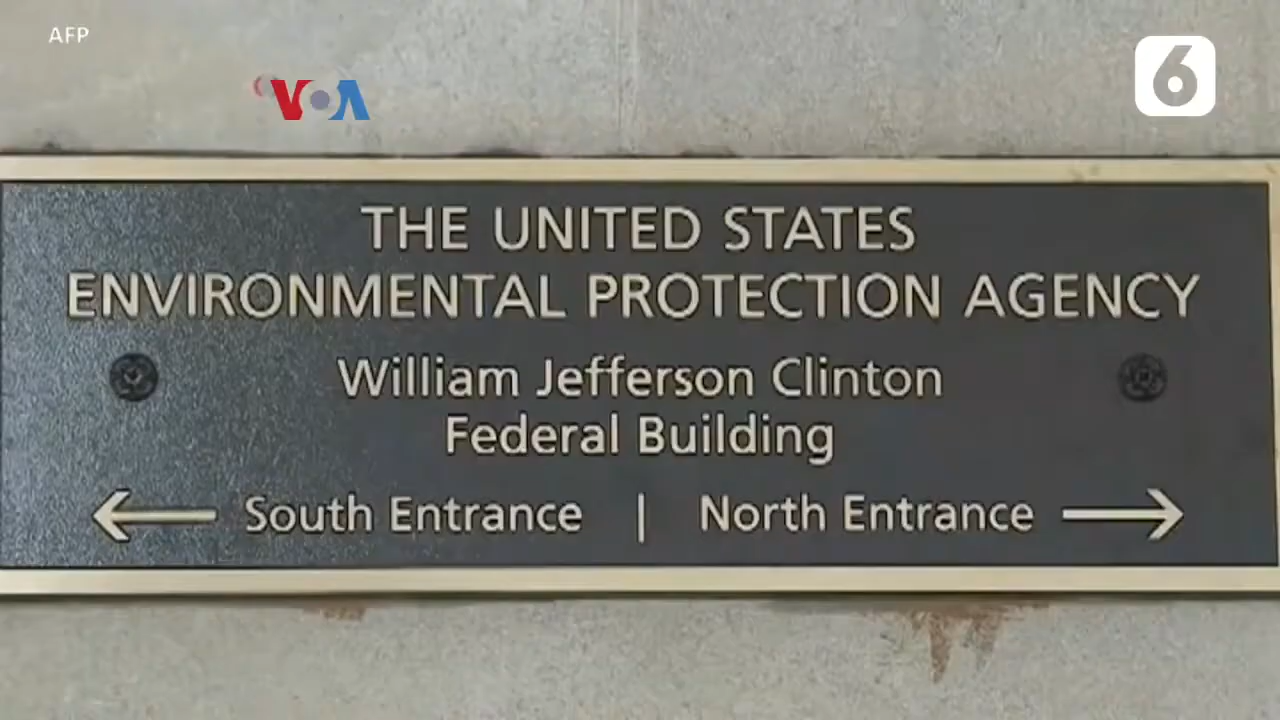 AFP
VOA
6
THE UNITED STATES
ENVIRONMENTAL PROTECTION AGENCY
William Jefferson Clinton
Federal Building
← South Entrance | North Entrance →